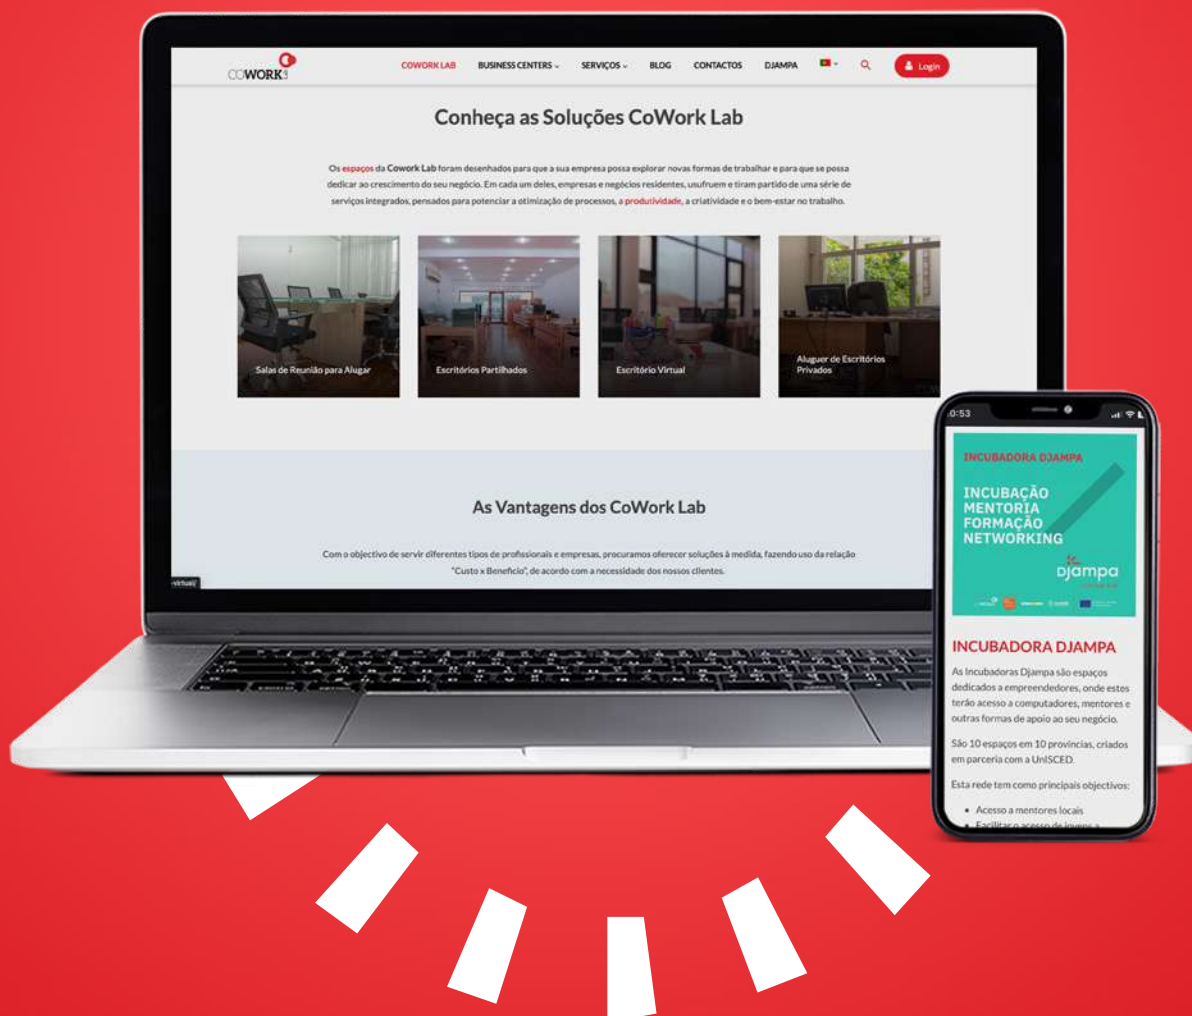 COWORK LAB
COWORK LAB BUSINESS CENTERS SERVIÇOS BLOG CONTACTOS DJAMPA Login
Conheça as Soluções CoWork Lab
Os espaços da Cowork Lab foram desenhados para que a sua empresa possa explorar novas formas de trabalhar e para que se possa
dedicar ao crescimento do seu negócio. Em cada um deles, empresas e negócios residentes, usufruem e tiram partido de uma série de
serviços integrados, pensados para potenciar a otimização de processos, a produtividade, a criatividade e o bem-estar no trabalho.
Salas de Reunião para Alugar
Escritórios Partilhados
Escritório Virtual
Aluguer de Escritórios
Privados
As Vantagens dos CoWork Lab
Com o objectivo de servir diferentes tipos de profissionais e empresas, procuramos oferecer soluções à medida, fazendo uso da relação
"Custo x Benefício", de acordo com a necessidade dos nossos clientes.
-virtual/
0:53
INCUBADORA DJAMPA
INCUBAÇÃO
MENTORIA
FORMAÇÃO
NETWORKING
Djampa
INCUBADORA DJAMPA
As Incubadoras Djampa são espaços
dedicados a empreendedores, onde estes
terão acesso a computadores, mentores e
outras formas de apoio ao seu negócio.
São 10 espaços em 10 províncias, criados
em parceria com a UnISCED.
Esta rede tem como principais objectivos:
Acesso a mentores locais
Facilitar o acesso de jovens a